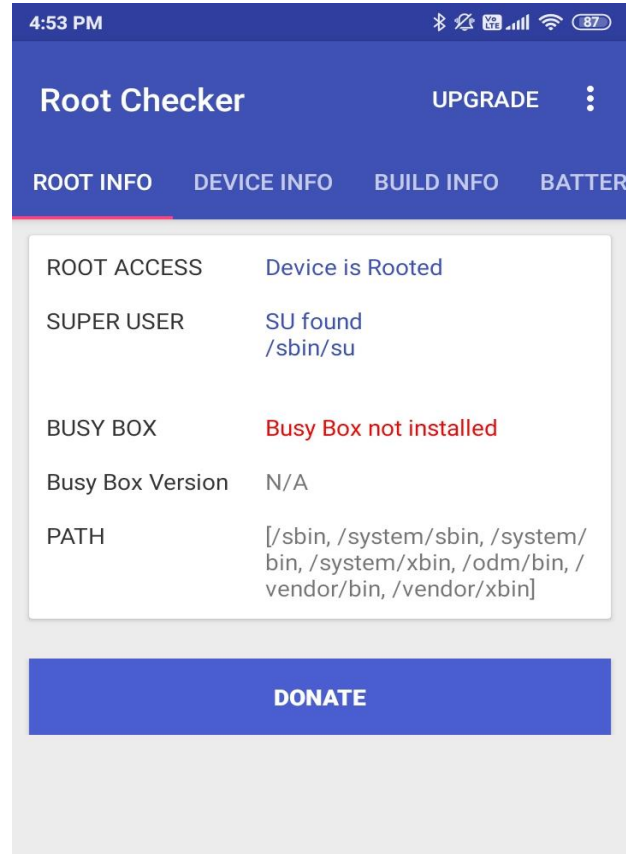 4:53 PM
Vo LTE
87
Root Checker
UPGRADE
ROOT INFO DEVICE INFO BUILD INFO BATTER
ROOT ACCESS Device is Rooted
SUPER USER SU found
/sbin/su
BUSY BOX Busy Box not installed
Busy Box Version N/A
PATH [/sbin, /system/sbin, /system/
bin, /system/xbin, /odm/bin, /
vendor/bin, /vendor/xbin]
DONATE